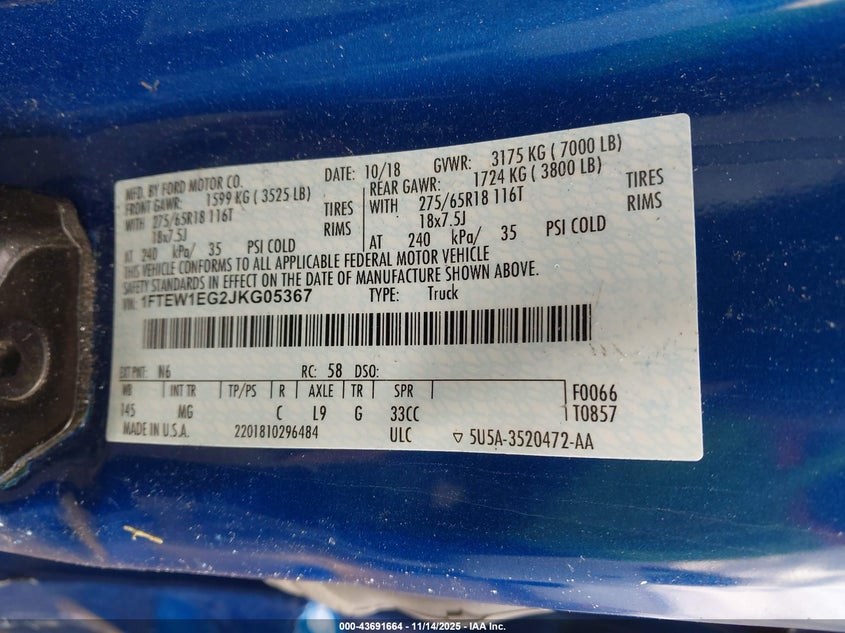 MFD. BY FORD MOTOR CO. DATE: 10/18 GVWR: 3175 KG ( 7000 LB)
FRONT GAWR: 1599 KG ( 3525 LB) REAR GAWR: 1724 KG ( 3800 LB)
WITH 275/65R18 116T TIRES WITH 275/65R18 116T TIRES
18x7.5J RIMS 18x7.5J RIMS
AT 240 kPa/ 35 PSI COLD AT 240 kPa/ 35 PSI COLD
THIS VEHICLE CONFORMS TO ALL APPLICABLE FEDERAL MOTOR VEHICLE
SAFETY STANDARDS IN EFFECT ON THE DATE OF MANUFACTURE SHOWN ABOVE.
VIN: 1FTEW1EG2JKG05367 TYPE: Truck
EXT PNT: N6 RC: 58 DSO:
WB INT TR TP/PS R AXLE TR SPR F0066
145 MG C L9 G 33CC T0857
MADE IN U.S.A. 2201810296484 ULC ▽ 5U5A-3520472-AA
000-43691664 - 11/14/2025 - IAA Inc.